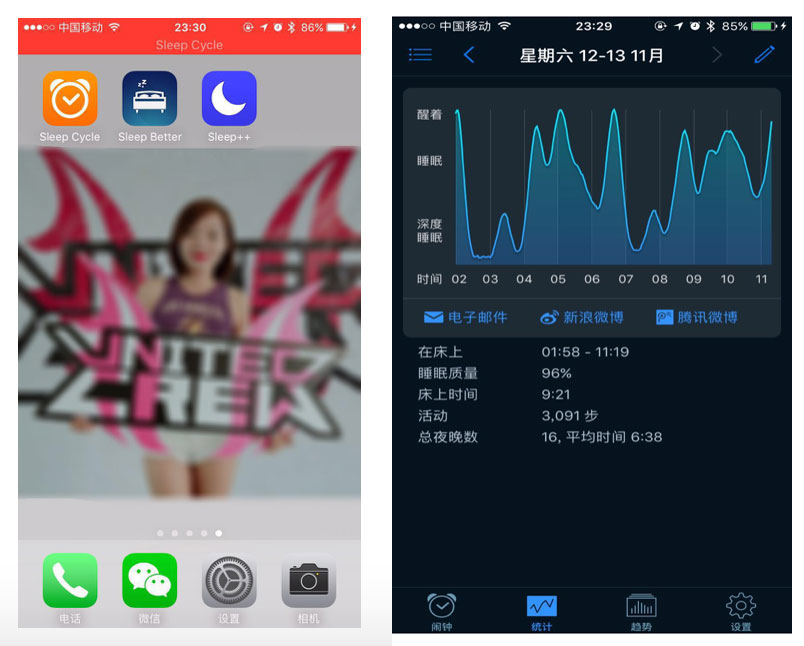 ●●●○○ 中国移动 23:30 86%
Sleep Cycle
Sleep Cycle Sleep Better Sleep++
UNITED
CREW
UNITED
CREW
电话 微信 设置 相机
●●●○○ 中国移动 23:29 85%
星期六 12-13 11月
醒着
睡眠
深度
睡眠
时间 02 03 04 05 06 07 08 09 10 11
电子邮件 新浪微博 腾讯微博
在床上 01:58 - 11:19
睡眠质量 96%
床上时间 9:21
活动 3,091 步
总夜晚数 16, 平均时间 6:38
闹钟 统计 趋势 设置